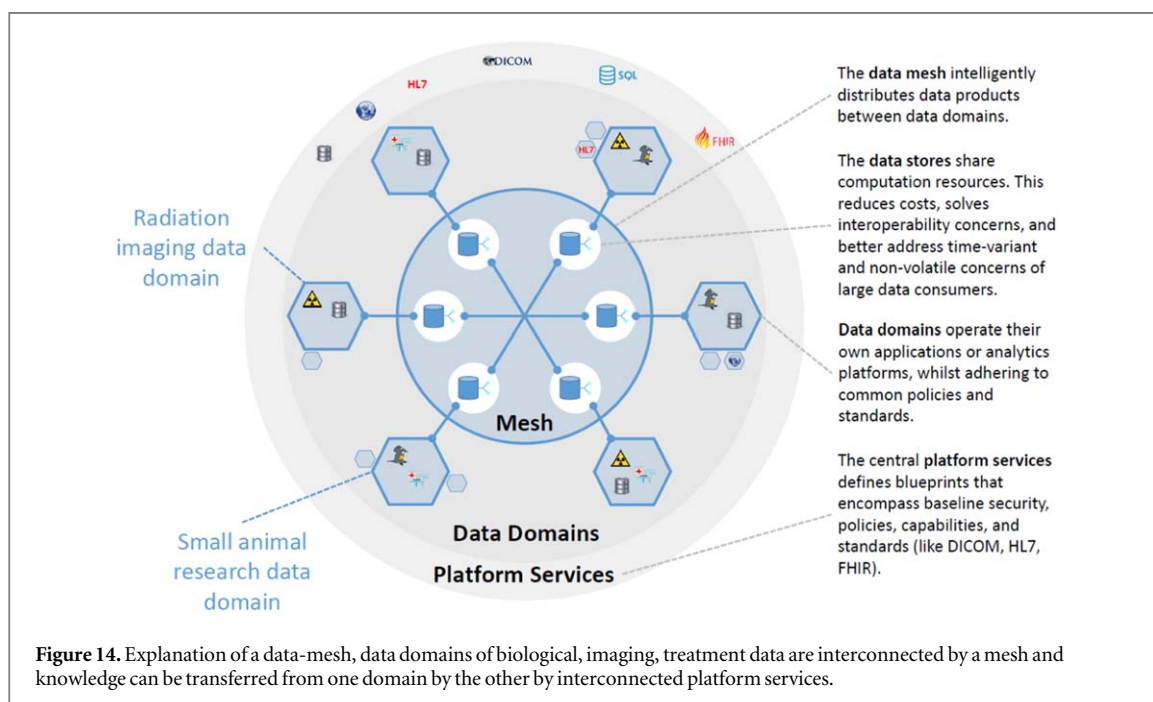 DICOM
HL7
SQL
FHIR
HL7
Radiation
imaging data
domain
Small animal
research data
domain
Mesh
Data Domains
Platform Services
The data mesh intelligently
distributes data products
between data domains.
The data stores share
computation resources. This
reduces costs, solves
interoperability concerns, and
better address time-variant
and non-volatile concerns of
large data consumers.
Data domains operate their
own applications or analytics
platforms, whilst adhering to
common policies and
standards.
The central platform services
defines blueprints that
encompass baseline security,
policies, capabilities, and
standards (like DICOM, HL7,
FHIR).
Figure 14. Explanation of a data-mesh, data domains of biological, imaging, treatment data are interconnected by a mesh and
knowledge can be transferred from one domain by the other by interconnected platform services.